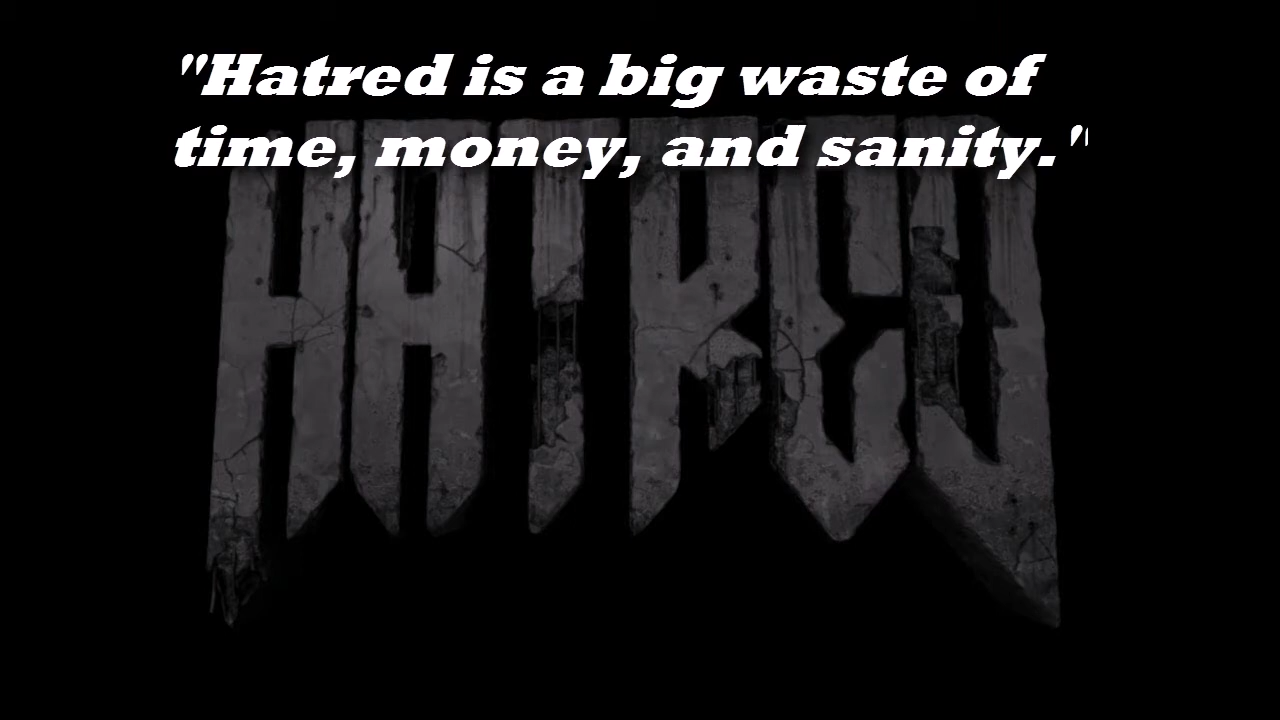 "Hatred is a big waste of
time, money, and sanity."
HATRED